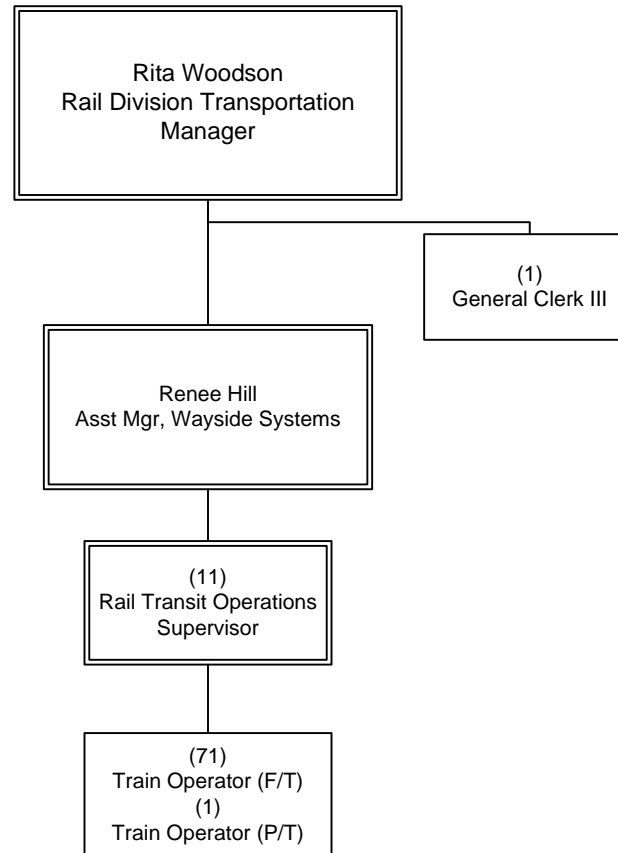 Rita Woodson
Rail Division Transportation
Manager
(1)
General Clerk III
Renee Hill
Asst Mgr, Wayside Systems
(11)
Rail Transit Operations
Supervisor
(71)
Train Operator (F/T)
(1)
Train Operator (P/T)